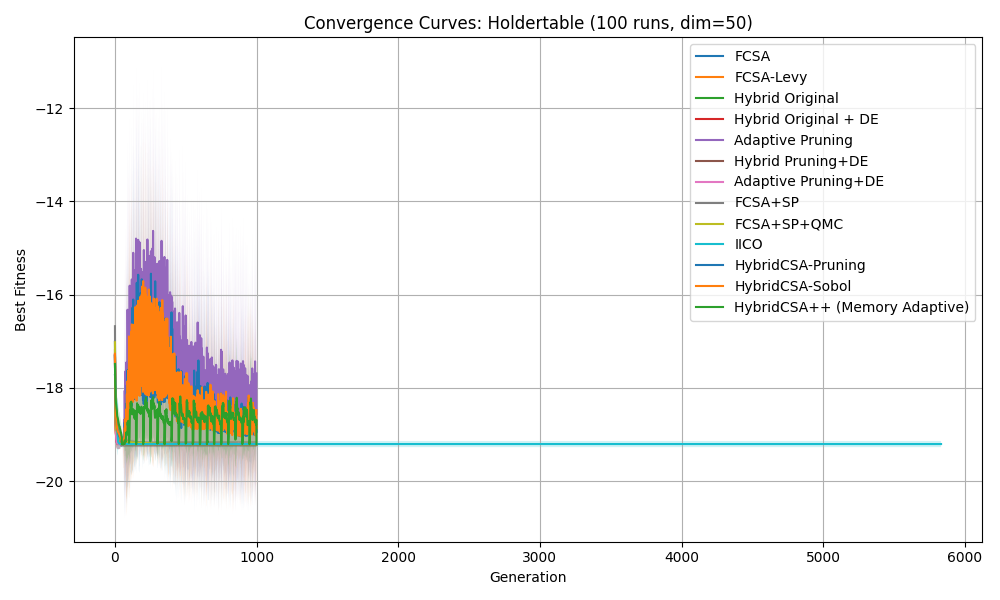 Convergence Curves: Holdertable (100 runs, dim=50)
Best Fitness
−12
−14
−16
−18
−20
FCSA
FCSA-Levy
Hybrid Original
Hybrid Original + DE
Adaptive Pruning
Hybrid Pruning+DE
Adaptive Pruning+DE
FCSA+SP
FCSA+SP+QMC
IICO
HybridCSA-Pruning
HybridCSA-Sobol
HybridCSA++ (Memory Adaptive)
0 1000 2000 3000 4000 5000 6000
Generation